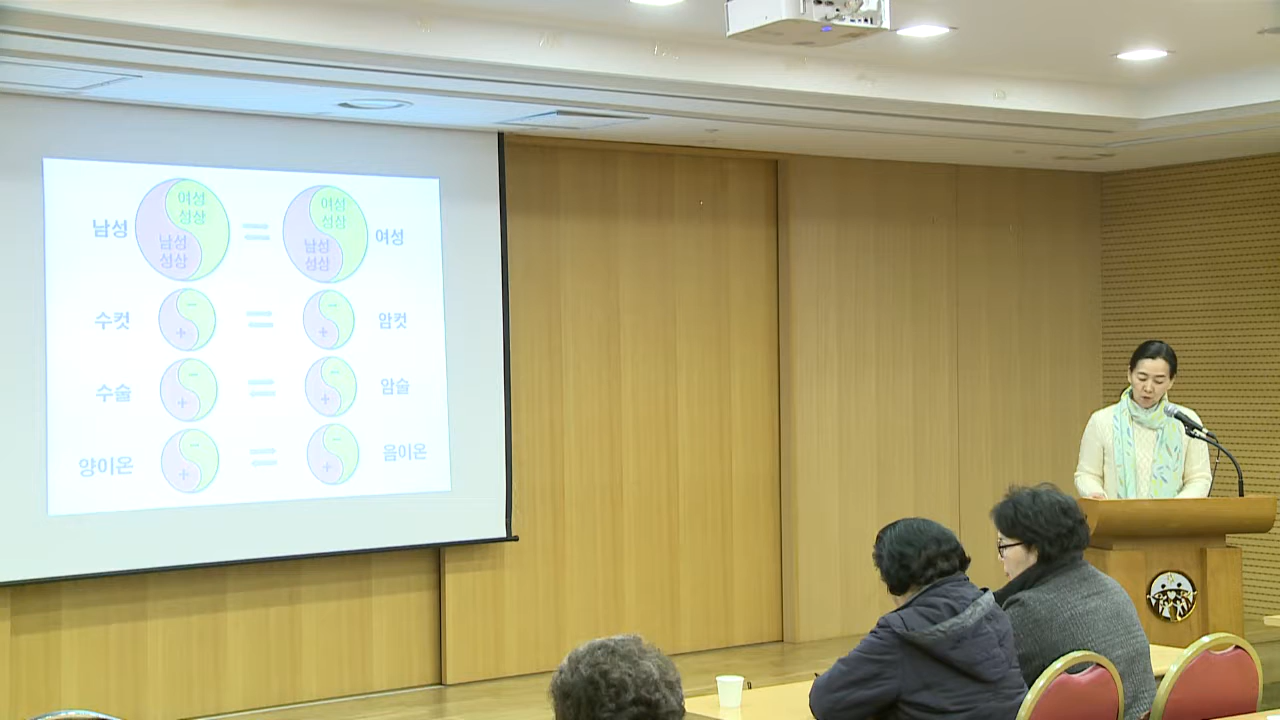 남성 여성 성상 남성 성상 = 여성 성상 남성 성상 여성
수컷 - + = - + 암컷
수술 - + = - + 암술
양이온 - + = - + 음이온